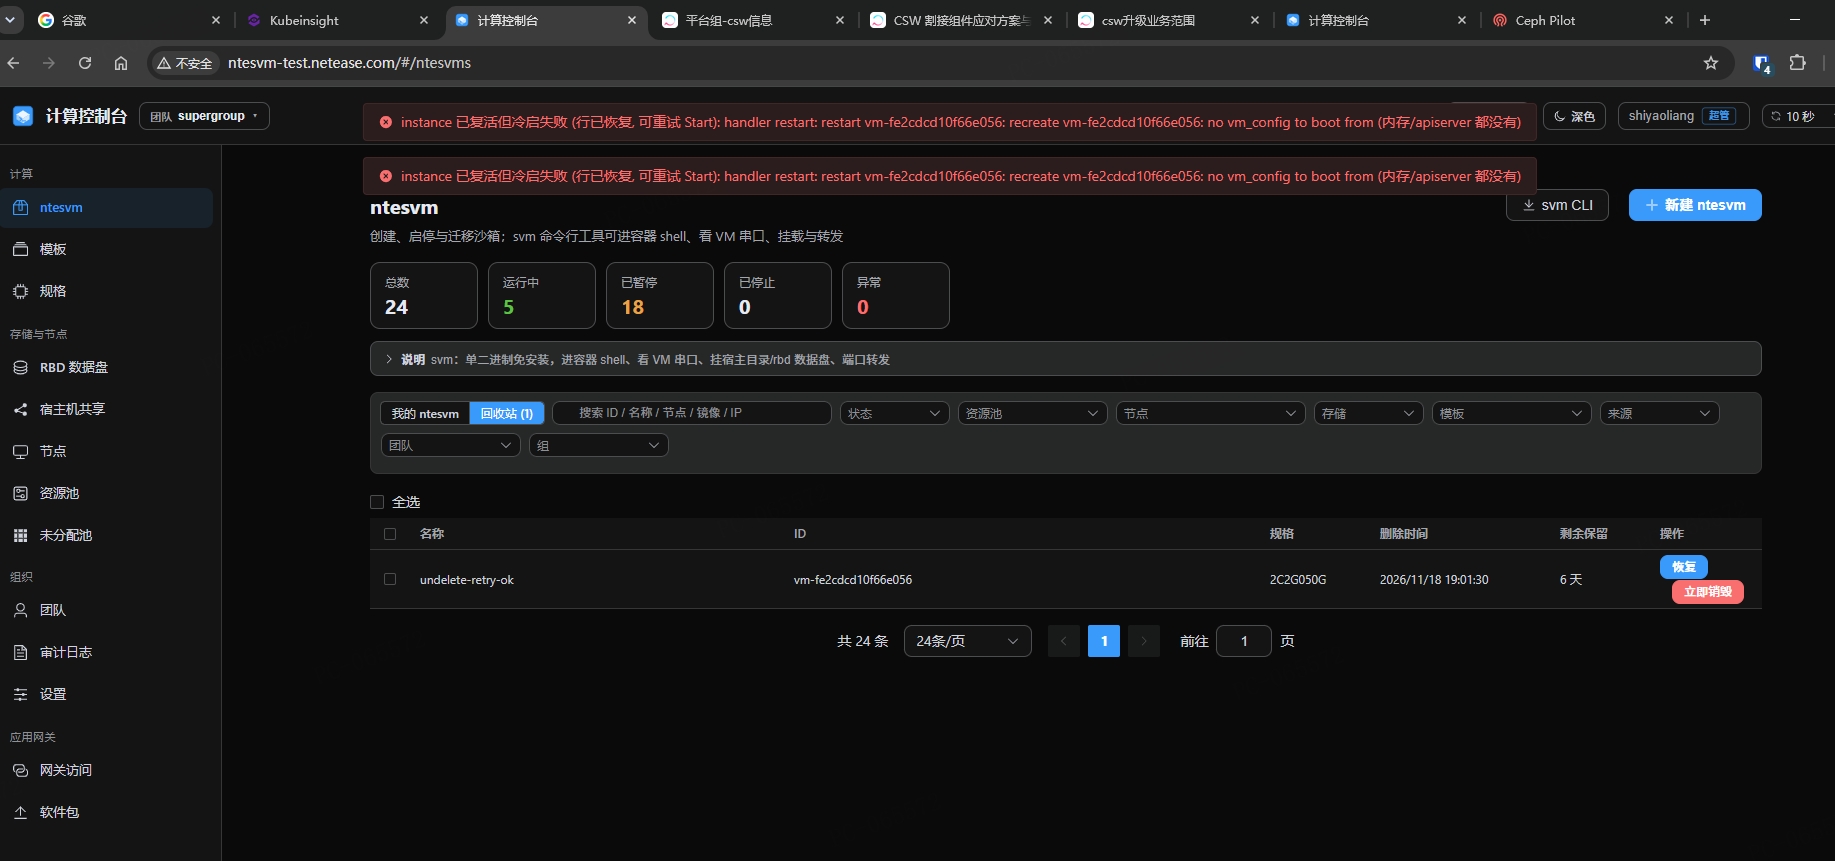 谷歌
Kubeinsight
计算控制台
平台组-csw信息
CSW 割接组件应对方案与
csw升级业务范围
计算控制台
Ceph Pilot
不安全
ntesvm-test.netease.com/#/ntesvms
4
计算控制台
团队 supergroup
instance 已复活但冷启失败 (行已恢复, 可重试 Start): handler restart: restart vm-fe2cdcd10f66e056: recreate vm-fe2cdcd10f66e056: no vm_config to boot from (内存/apiserver 都没有)
深色
shiyaoliang 超管
10 秒
instance 已复活但冷启失败 (行已恢复, 可重试 Start): handler restart: restart vm-fe2cdcd10f66e056: recreate vm-fe2cdcd10f66e056: no vm_config to boot from (内存/apiserver 都没有)
计算
ntesvm
模板
规格
存储与节点
RBD 数据盘
宿主机共享
节点
资源池
未分配池
组织
团队
审计日志
设置
应用网关
网关访问
软件包
ntesvm
svm CLI
新建 ntesvm
创建、启停与迁移沙箱；svm 命令行工具可进容器 shell、看 VM 串口、挂载与转发
总数
24
运行中
5
已暂停
18
已停止
0
异常
0
说明 svm：单二进制免安装，进容器 shell、看 VM 串口、挂宿主目录/rbd 数据盘、端口转发
我的 ntesvm
回收站 (1)
搜索 ID / 名称 / 节点 / 镜像 / IP
状态
资源池
节点
存储
模板
来源
团队
组
全选
名称 ID 规格 删除时间 剩余保留 操作
undelete-retry-ok vm-fe2cdcd10f66e056 2C2G050G 2026/11/18 19:01:30 6 天 恢复
立即销毁
共 24 条 24条/页 1 前往 1 页